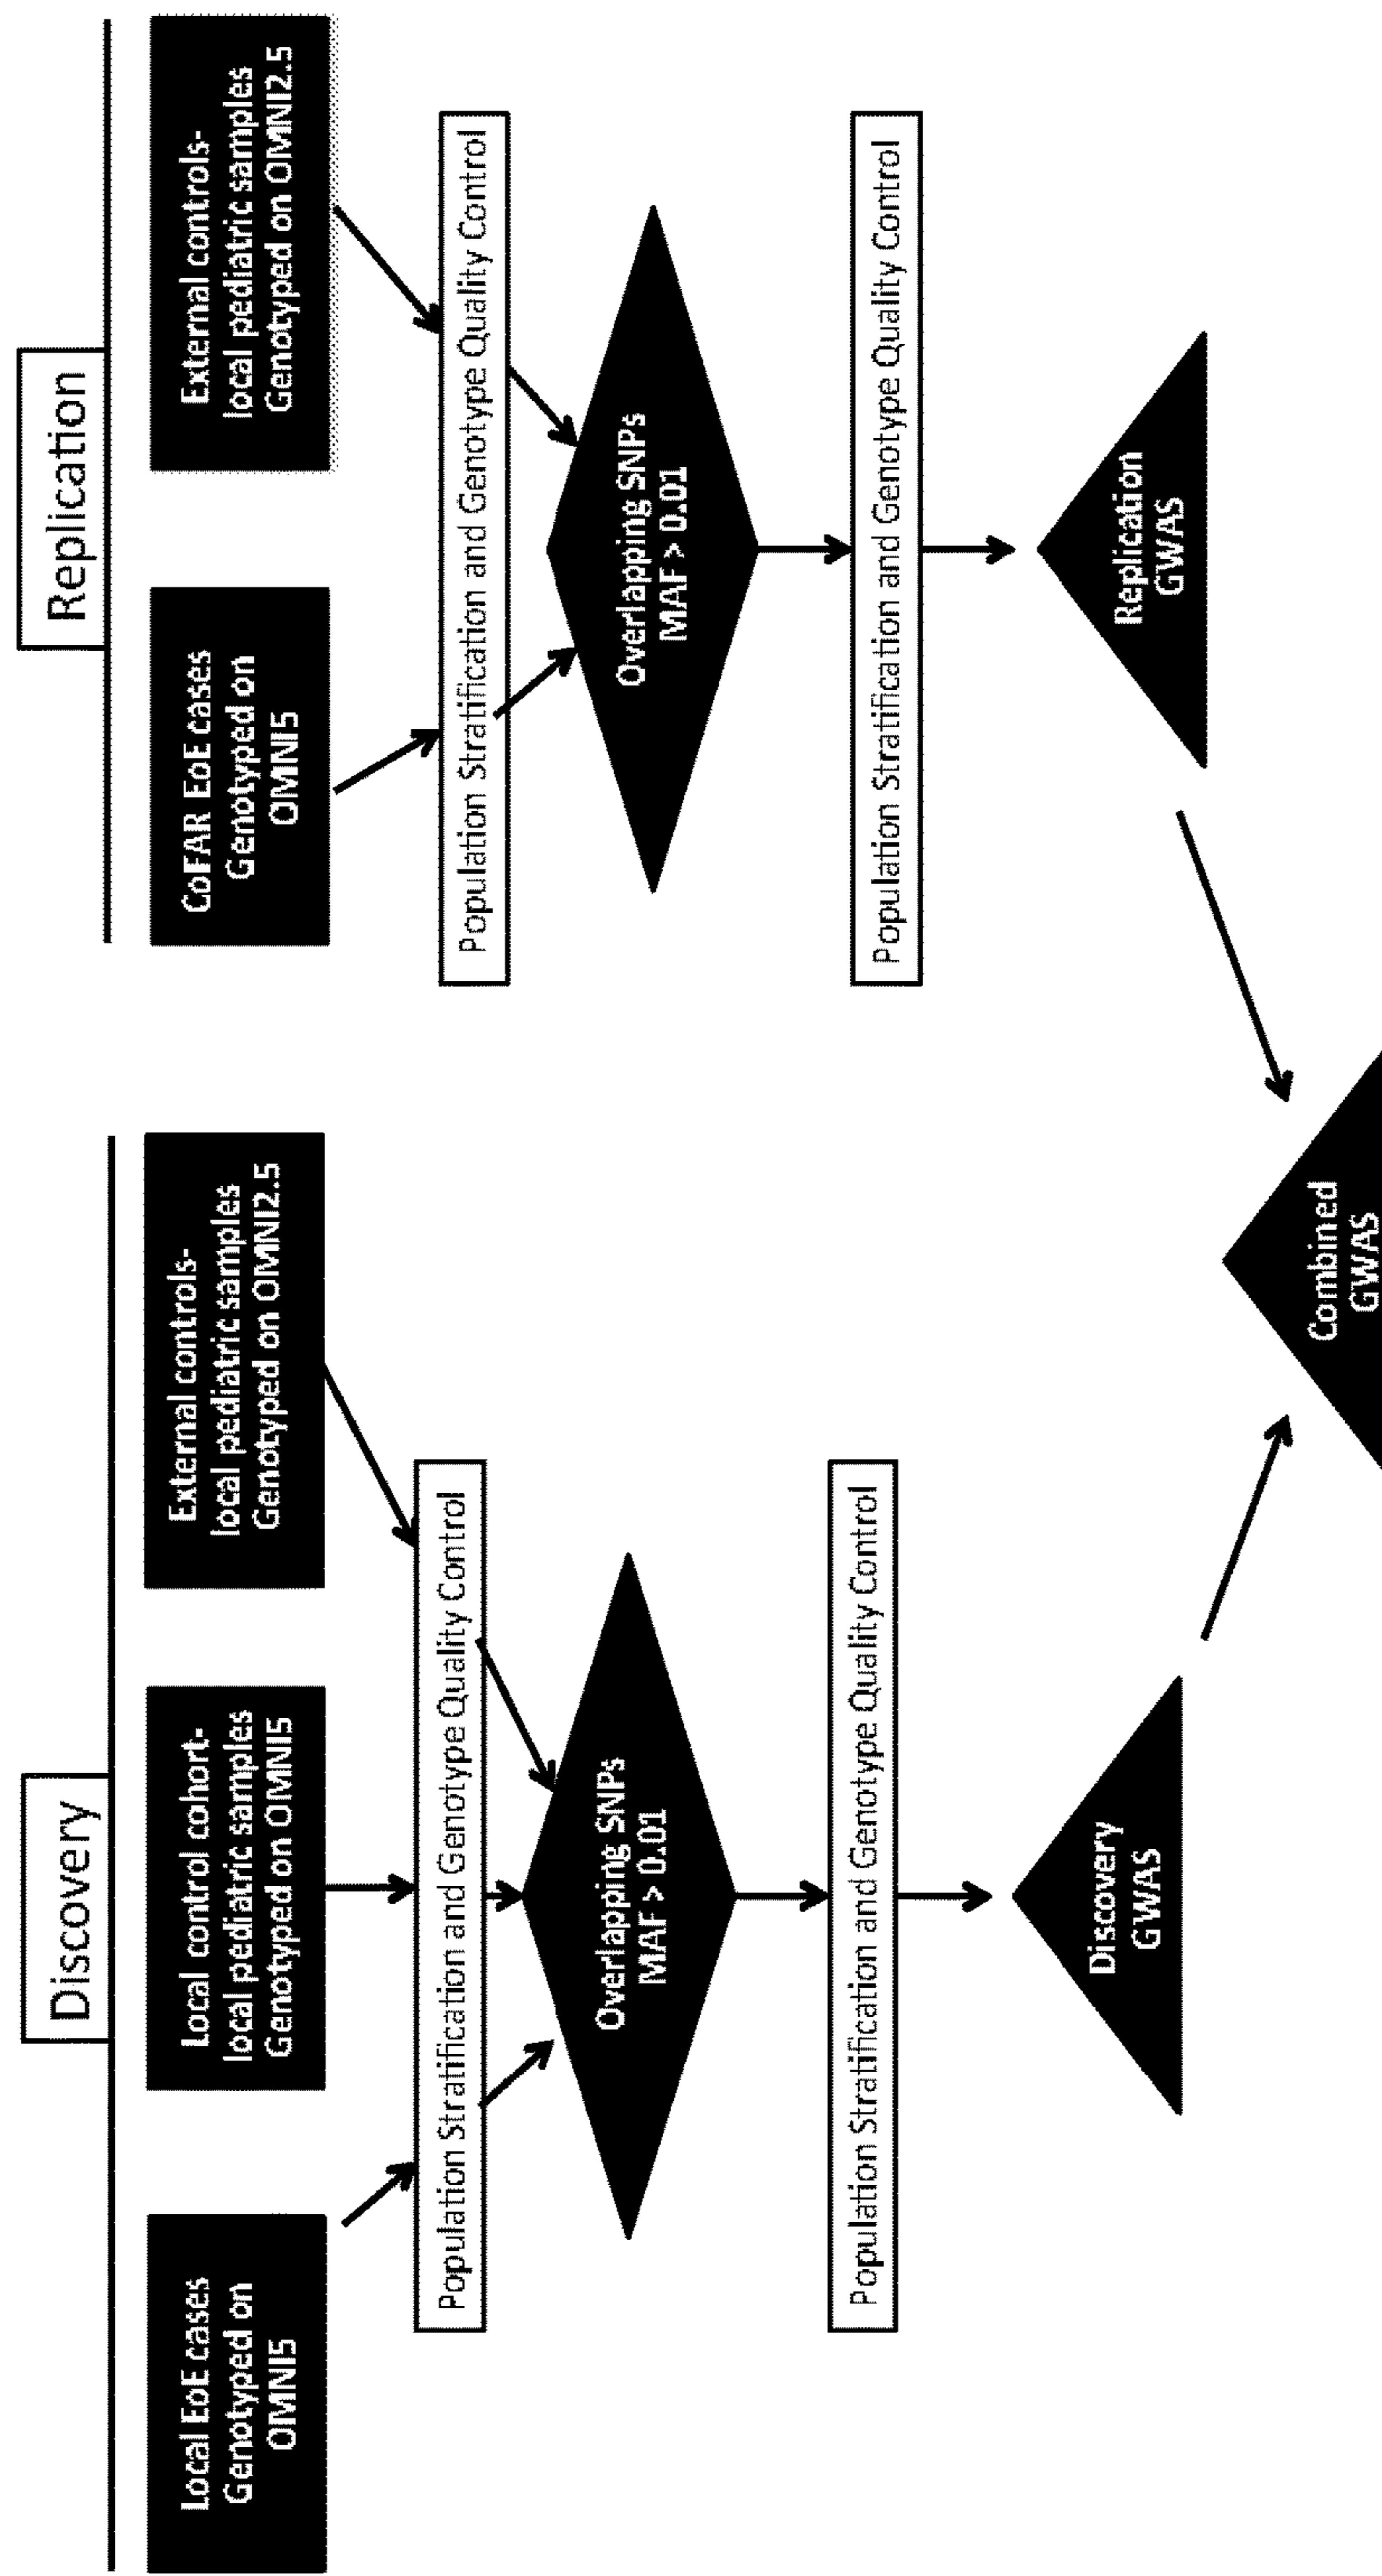 Discovery
Local EoE cases
Genotyped on
OMNI5
Local control cohort-
local pediatric samples
Genotyped on OMNI5
External controls-
local pediatric samples
Genotyped on OMNI2.5
Population Stratification and Genotype Quality Control
Overlapping SNPs
MAF > 0.01
Population Stratification and Genotype Quality Control
Discovery
GWAS
Replication
CoFAR EoE cases
Genotyped on
OMNI5
External controls-
local pediatric samples
Genotyped on OMNI2.5
Population Stratification and Genotype Quality Control
Overlapping SNPs
MAF > 0.01
Population Stratification and Genotype Quality Control
Replication
GWAS
Combined
GWAS